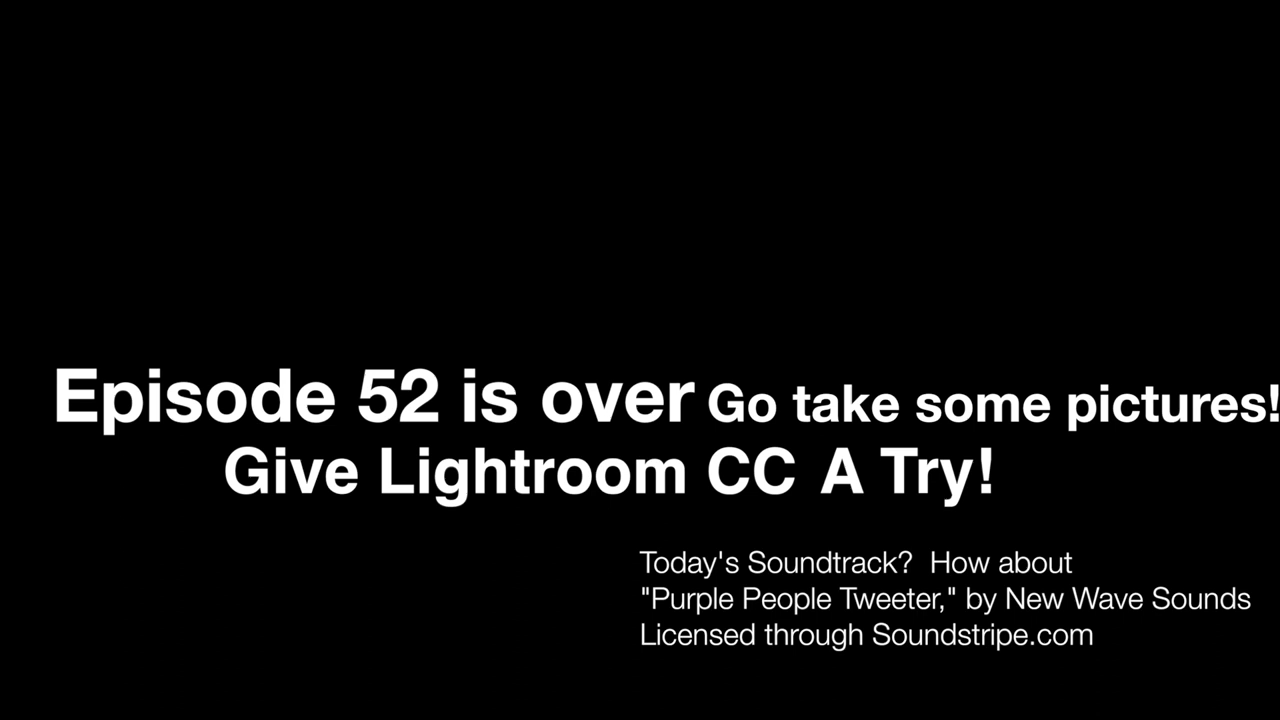 Episode 52 is over Go take some pictures!
Give Lightroom CC A Try!
Today's Soundtrack?  How about
"Purple People Tweeter," by New Wave Sounds
Licensed through Soundstripe.com